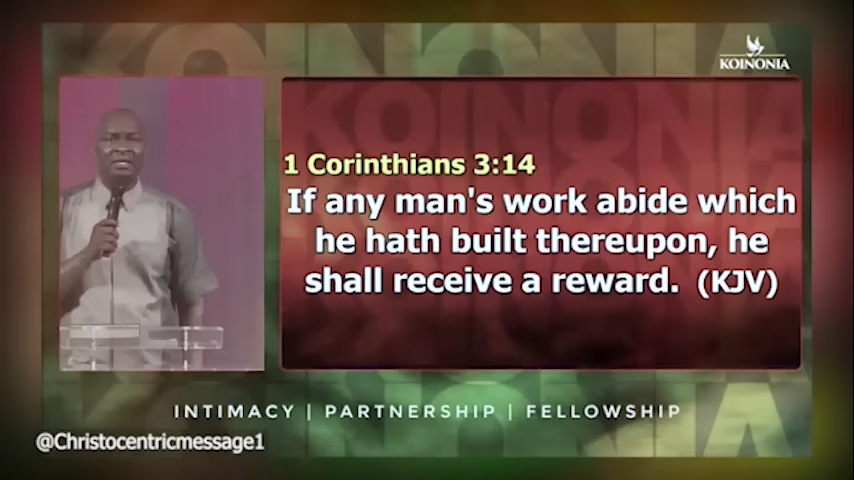 KOINONIA
KOINONIA
1 Corinthians 3:14
If any man's work abide which
he hath built thereupon, he
shall receive a reward. (KJV)
INTIMACY | PARTNERSHIP | FELLOWSHIP
@Christocentricmessage1